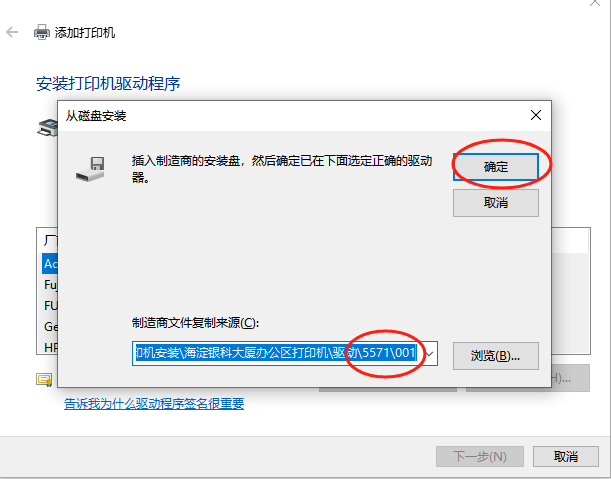 添加打印机
安装打印机驱动程序
从磁盘安装
插入制造商的安装盘，然后确定已在下面选定正确的驱动
器。
确定
取消
厂
Ac
Fuj
FU
Ge
HP
制造商文件复制来源(C):
印机安装\海淀银科大厦办公区打印机\驱动\5571\001
浏览(B)...
H)...
告诉我为什么驱动程序签名很重要
下一步(N)
取消